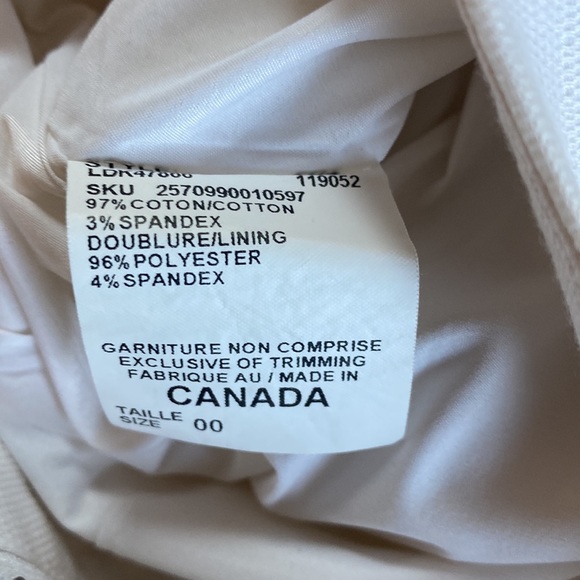 STYLE
119052
SKU 2570990010597
97% COTON/COTTON
3% SPANDEX
DOUBLURE/LINING
96% POLYESTER
4% SPANDEX
GARNITURE NON COMPRISE
EXCLUSIVE OF TRIMMING
FABRIQUE AU / MADE IN
CANADA
TAILLE
SIZE 00